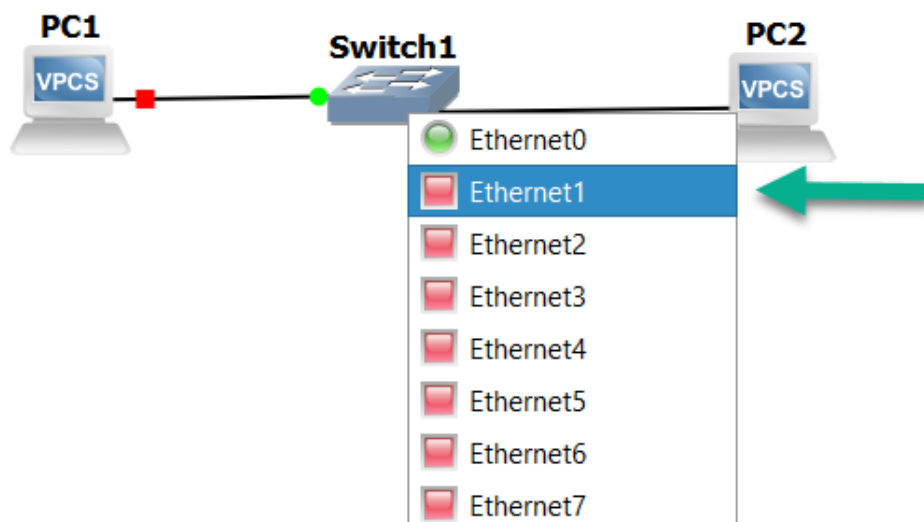 PC1
Switch1
PC2
VPCS
VPCS
Ethernet0
Ethernet1
Ethernet2
Ethernet3
Ethernet4
Ethernet5
Ethernet6
Ethernet7